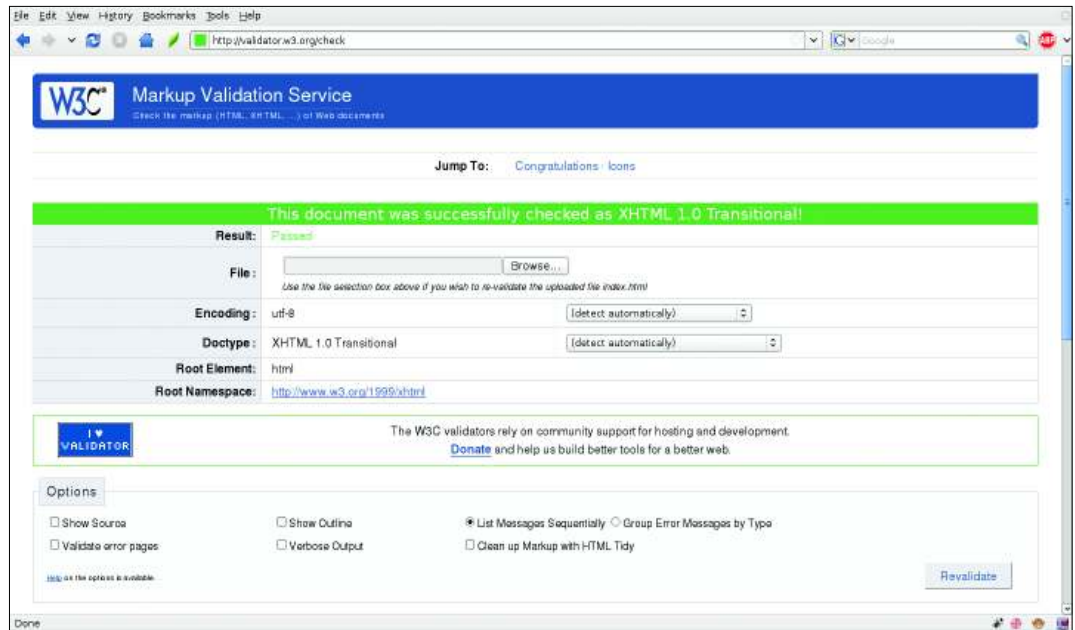 File Edit View History Bookmarks Tools Help
http://validator.w3.org/check
G Google
ABP
W3C Markup Validation Service
Check the markup (HTML, XHTML, ...) of Web documents
Jump To: Congratulations Icons
This document was successfully checked as XHTML 1.0 Transitional!
Result: Passed
File : Browse...
Use the file selection box above if you wish to re-validate the uploaded file index.html
Encoding : utf-8 (detect automatically)
Doctype : XHTML 1.0 Transitional (detect automatically)
Root Element: html
Root Namespace: http://www.w3.org/1999/xhtml
I ♥ VALIDATOR
The W3C validators rely on community support for hosting and development.
Donate and help us build better tools for a better web.
Options
Show Source Show Outline List Messages Sequentially Group Error Messages by Type
Validate error pages Verbose Output Clean up Markup with HTML Tidy
Help on the options is available.
Revalidate
Done